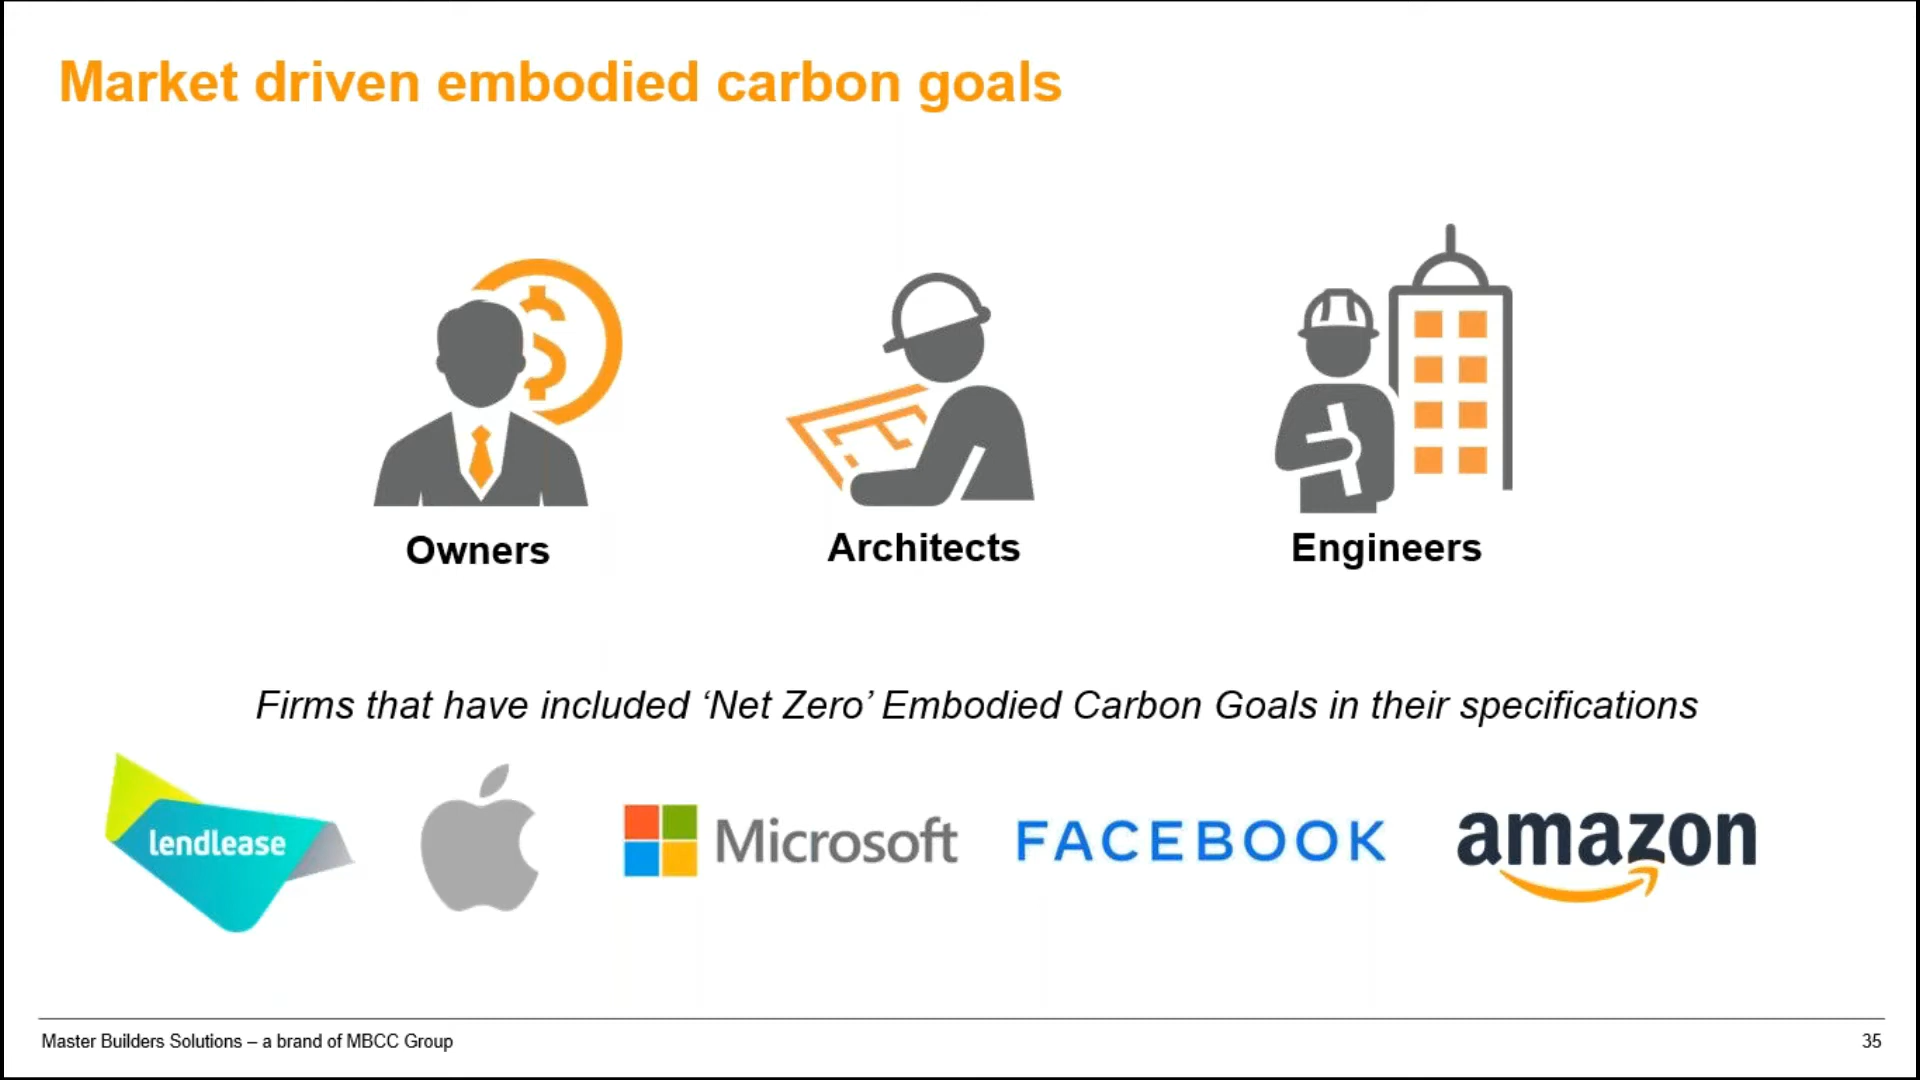 Market driven embodied carbon goals
$
Owners
Architects
Engineers
Firms that have included ‘Net Zero’ Embodied Carbon Goals in their specifications
lendlease
Microsoft
FACEBOOK
amazon
Master Builders Solutions – a brand of MBCC Group
35